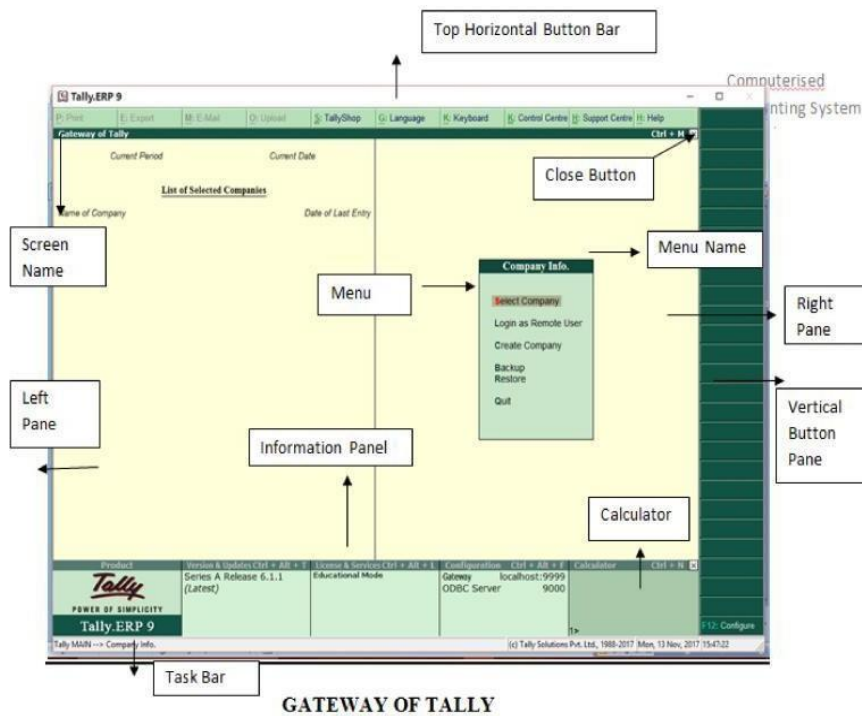 Top Horizontal Button Bar
Computerised
nting System
Tally.ERP 9
P: Print E: Export M: E-Mail O: Upload S: TallyShop G: Language K: Keyboard K: Control Centre H: Support Centre H: Help
Gateway of Tally Ctrl + M
Current Period Current Date
Close Button
List of Selected Companies
Name of Company Date of Last Entry
Screen
Name
Menu Name
Company Info.
Menu
Select Company
Right
Pane
Login as Remote User
Create Company
Backup
Restore
Quit
Left
Pane
Vertical
Button
Pane
Information Panel
Calculator
Product Version & Updates Ctrl + Alt + T License & Services Ctrl + Alt + L Configuration Ctrl + Alt + F Calculator Ctrl + N
Tally
POWER OF SIMPLICITY
Tally.ERP 9
Series A Release 6.1.1
(Latest)
Educational Mode
Gateway localhost:9999
ODBC Server 9000
1>
F12: Configure
Tally MAIN --> Company Info. (c) Tally Solutions Pvt. Ltd., 1988-2017 Mon, 13 Nov, 2017 15:47:22
Task Bar
GATEWAY OF TALLY